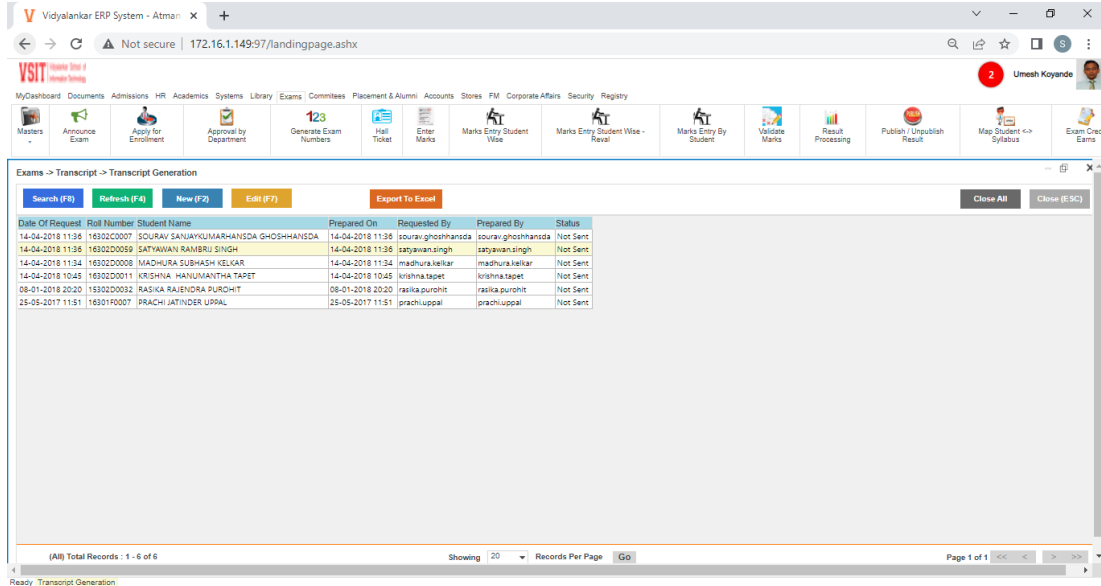 Vidyalankar ERP System - Atman
Not secure | 172.16.1.149:97/landingpage.ashx
S
VSIT Vidyalankar School of
Information Technology
2 Umesh Koyande
MyDashboard Documents Admissions HR Academics Systems Library Exams Commitees Placement & Alumni Accounts Stores FM Corporate Affairs Security Registry
123
Masters Announce Exam Apply for Enrollment Approval by Department Generate Exam Numbers Hall Ticket Enter Marks Marks Entry Student Wise Marks Entry Student Wise - Reval Marks Entry By Student Validate Marks Result Processing Publish / Unpublish Result Map Student <-> Syllabus Exam Cred Earns
Exams -> Transcript -> Transcript Generation
Search (F8) Refresh (F4) New (F2) Edit (F7) Export To Excel Close All Close (ESC)
Date Of Request Roll Number Student Name Prepared On Requested By Prepared By Status
14-04-2018 11:36 16302C0007 SOURAV SANJAYKUMARHANSDA GHOSHHANSDA 14-04-2018 11:36 sourav.ghoshhansda sourav.ghoshhansda Not Sent
14-04-2018 11:36 16302D0059 SATYAWAN RAMBRIJ SINGH 14-04-2018 11:36 satyawan.singh satyawan.singh Not Sent
14-04-2018 11:34 16302D0008 MADHURA SUBHASH KELKAR 14-04-2018 11:34 madhura.kelkar madhura.kelkar Not Sent
14-04-2018 10:45 16302D0011 KRISHNA HANUMANTHA TAPET 14-04-2018 10:45 krishna.tapet krishna.tapet Not Sent
08-01-2018 20:20 15302D0032 RASIKA RAJENDRA PUROHIT 08-01-2018 20:20 rasika.purohit rasika.purohit Not Sent
25-05-2017 11:51 16301F0007 PRACHI JATINDER UPPAL 25-05-2017 11:51 prachi.uppal prachi.uppal Not Sent
(All) Total Records : 1 - 6 of 6 Showing 20 Records Per Page Go Page 1 of 1 << < > >>
Ready Transcript Generation